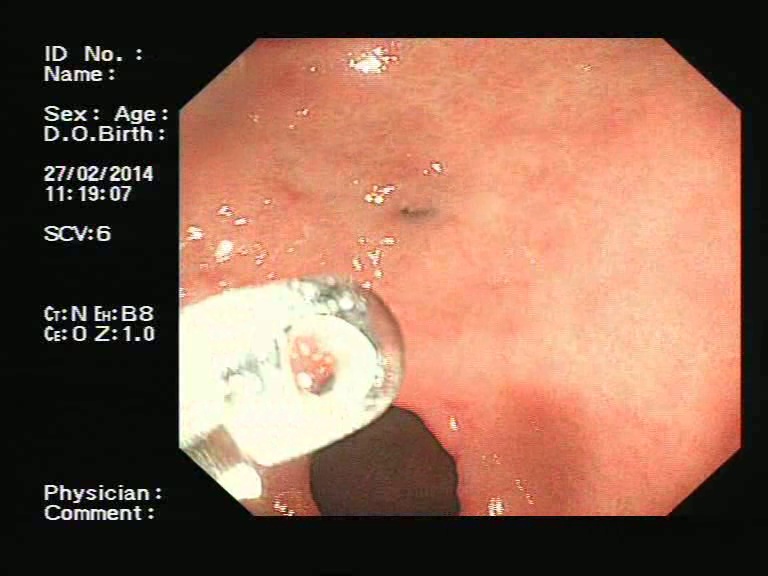 ID No. :
Name:
Sex: Age:
D.O.Birth:
27/02/2014
11:19:07
SCV:6
CT:N EH:B8
CE:0 Z:1.0
Physician:
Comment: